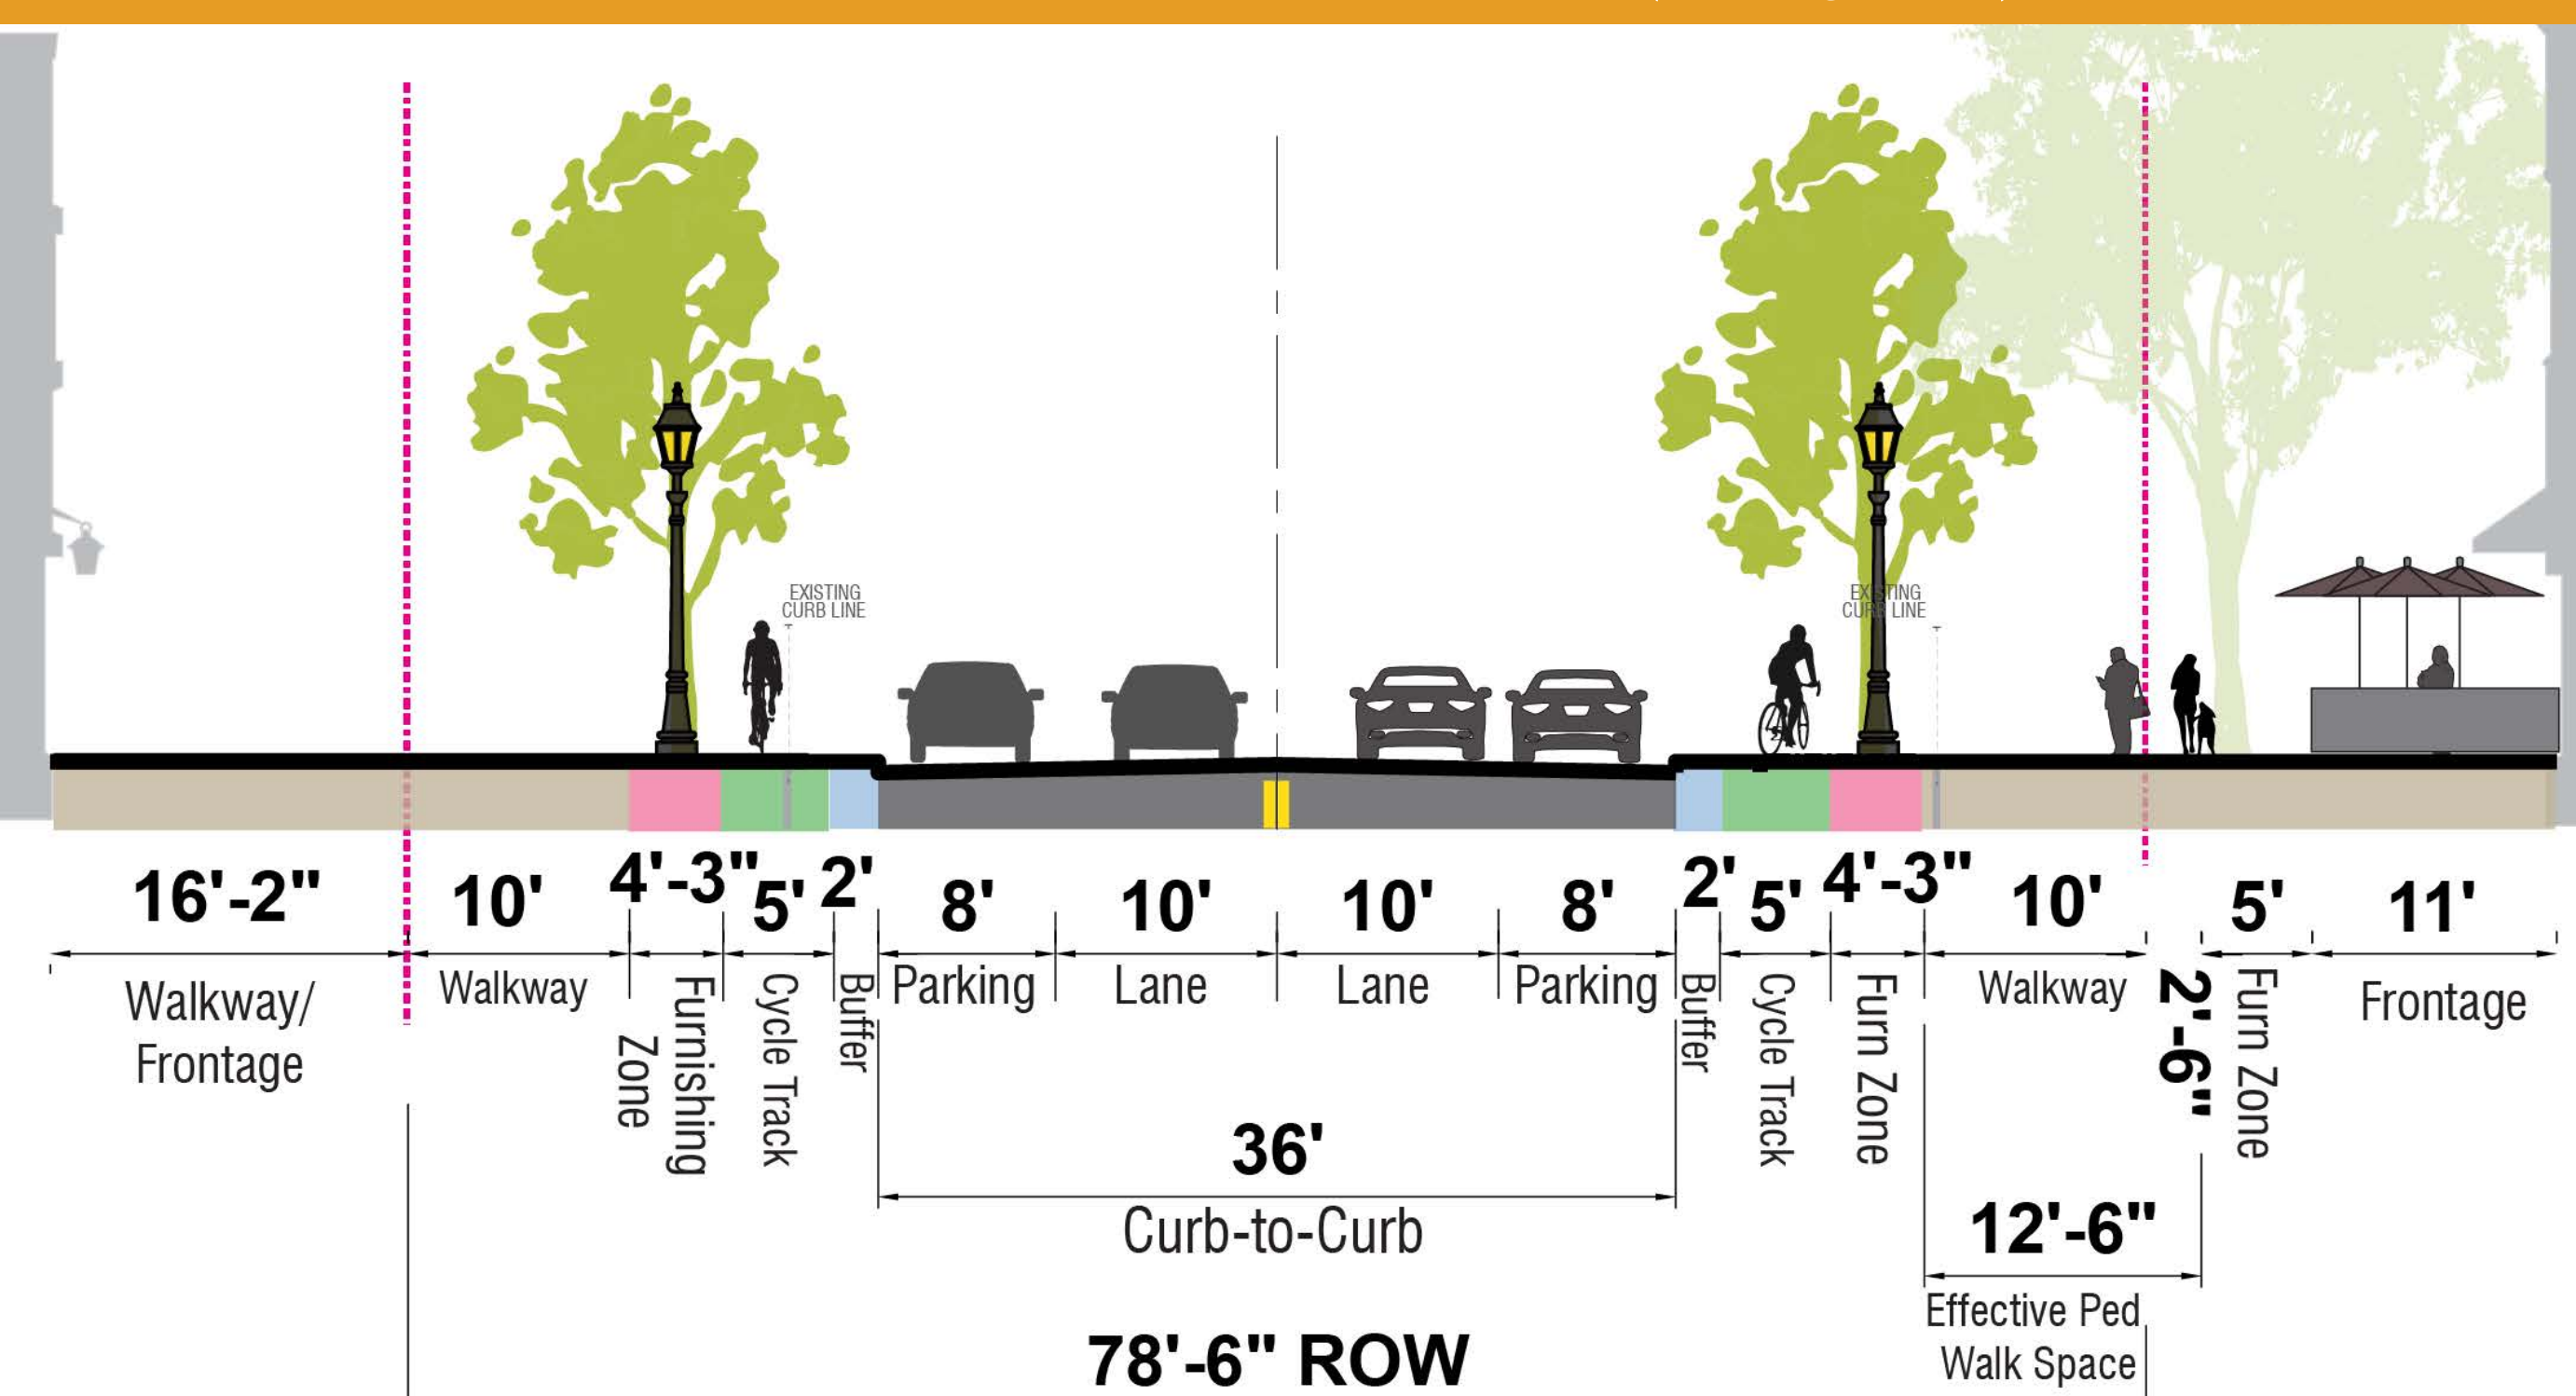 EXISTING
CURB LINE
EXISTING
CURB LINE
16'-2"
10'
4'-3"
5'
2'
8'
10'
10'
8'
2'
5'
4'-3"
10'
2'-6"
5'
11'
Walkway/
Frontage
Walkway
Furnishing
Zone
Cycle Track
Buffer
Parking
Lane
Lane
Parking
Buffer
Cycle Track
Furn Zone
Walkway
Furn Zone
Frontage
36'
Curb-to-Curb
12'-6"
Effective Ped
Walk Space
78'-6" ROW